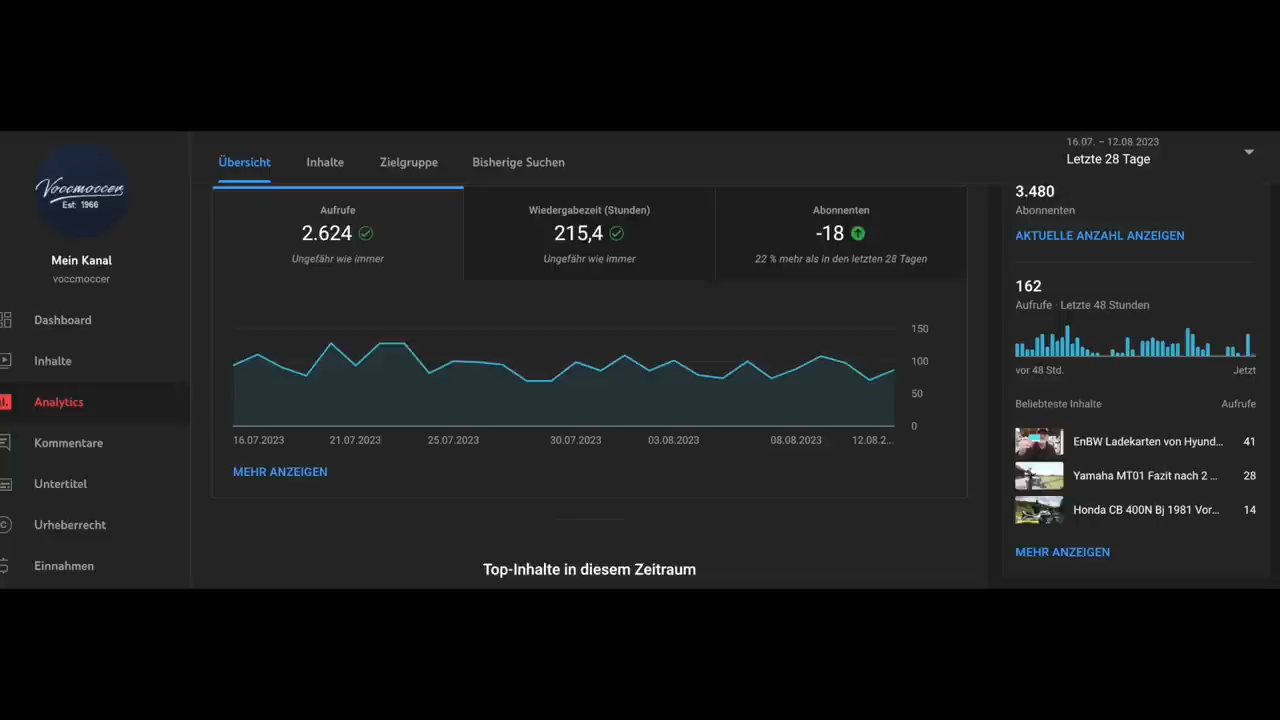 Voccmoccer
Est: 1966
Mein Kanal
voccmoccer
Dashboard
Inhalte
Analytics
Kommentare
Untertitel
Urheberrecht
Einnahmen
Übersicht
Inhalte
Zielgruppe
Bisherige Suchen
16.07. – 12.08 2023
Letzte 28 Tage
Aufrufe
2.624
Ungefähr wie immer
Wiedergabezeit (Stunden)
215,4
Ungefähr wie immer
Abonnenten
-18
22 % mehr als in den letzten 28 Tagen
150
100
50
0
16.07.2023
21.07.2023
25.07.2023
30.07.2023
03.08.2023
08.08.2023
12.08.2...
MEHR ANZEIGEN
Top-Inhalte in diesem Zeitraum
3.480
Abonnenten
AKTUELLE ANZAHL ANZEIGEN
162
Aufrufe · Letzte 48 Stunden
vor 48 Std.
Jetzt
Beliebteste Inhalte
Aufrufe
EnBW Ladekarten von Hyund...
41
Yamaha MT01 Fazit nach 2 ...
28
Honda CB 400N Bj 1981 Vor...
14
MEHR ANZEIGEN